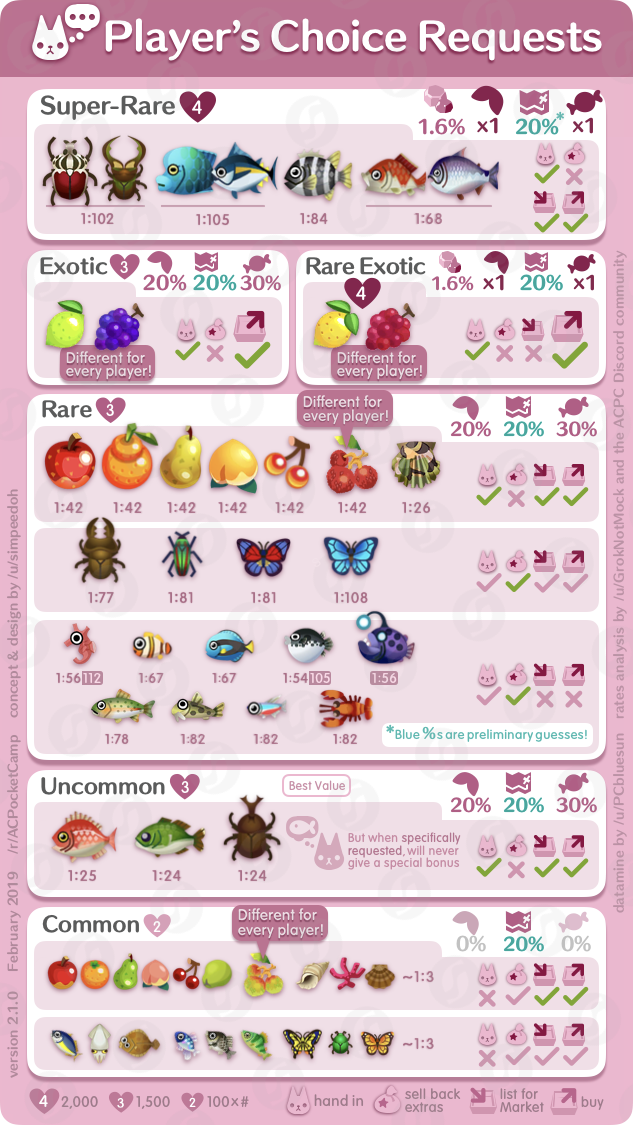 Player's Choice Requests
Super-Rare 4
1.6% x1 20%* x1
1:102 1:105 1:84 1:68
Exotic 3
20% 20% 30%
Different for
every player!
Rare Exotic
4
1.6% x1 20% x1
Different for
every player!
Rare 3
Different for
every player!
20% 20% 30%
1:42 1:42 1:42 1:42 1:42 1:42 1:26
1:77 1:81 1:81 1:108
1:56 112 1:67 1:67 1:54 105 1:56
1:78 1:82 1:82 1:82
*Blue %s are preliminary guesses!
Uncommon 3
Best Value
20% 20% 30%
1:25 1:24 1:24
But when specifically
requested, will never
give a special bonus
Common 2
Different for
every player!
0% 20% 0%
~1:3
~1:3
4 2,000 3 1,500 2 100×#
hand in
sell back
extras
list for
Market
buy
version 2.1.0 February 2019 /r/ACPocketCamp concept & design by /u/simpeedoh
datamine by /u/PCbluesun rates analysis by /u/GrokNotMock and the ACPC Discord community